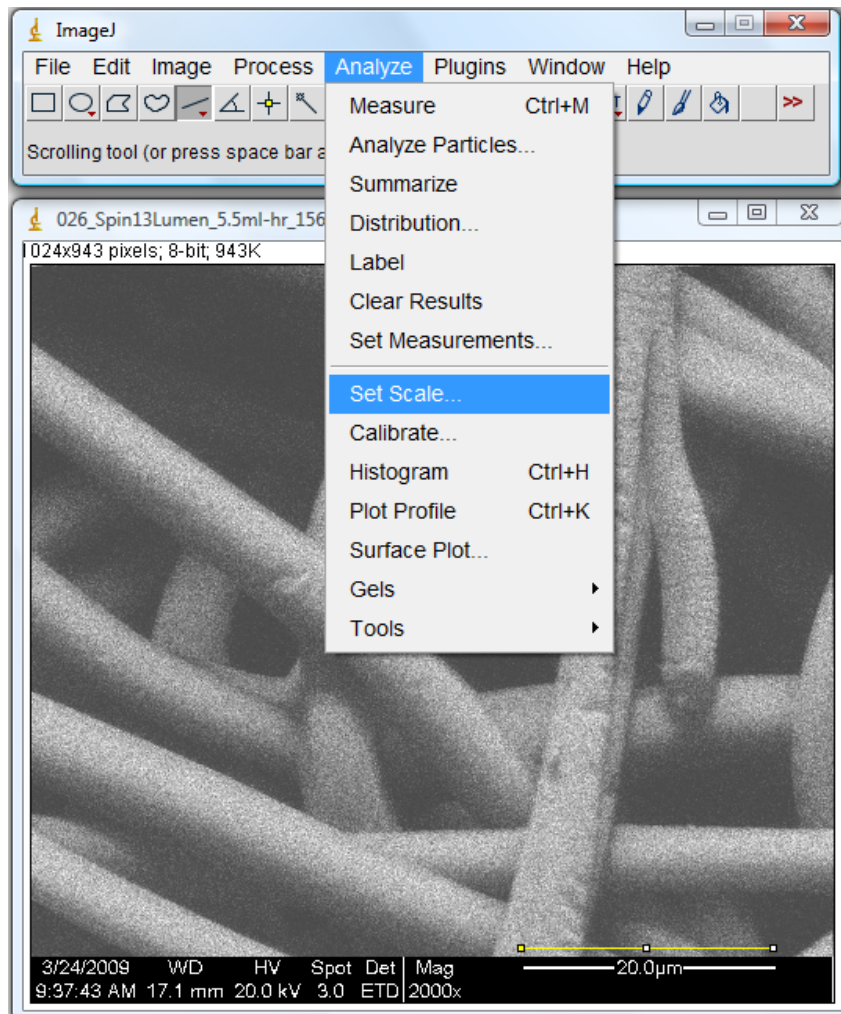 ImageJ
File Edit Image Process Analyze Plugins Window Help
>>
Scrolling tool (or press space bar a
Measure Ctrl+M
Analyze Particles...
Summarize
Distribution...
Label
Clear Results
Set Measurements...
Set Scale...
Calibrate...
Histogram Ctrl+H
Plot Profile Ctrl+K
Surface Plot...
Gels
Tools
026_Spin13Lumen_5.5ml-hr_156
1024x943 pixels; 8-bit; 943K
3/24/2009 WD HV Spot Det Mag
9:37:43 AM 17.1 mm 20.0 kV 3.0 ETD 2000x
20.0µm